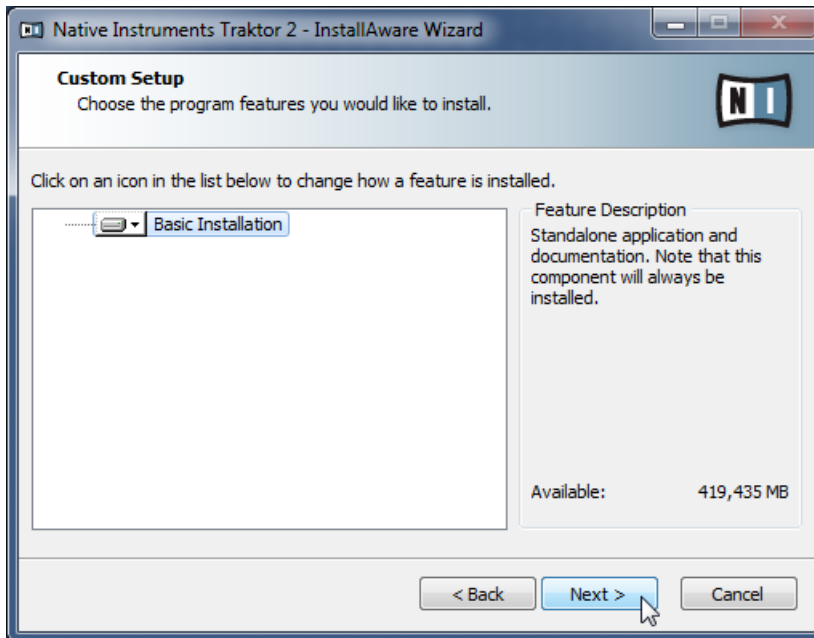 Native Instruments Traktor 2 - InstallAware Wizard
Custom Setup
Choose the program features you would like to install.
NI
Click on an icon in the list below to change how a feature is installed.
Basic Installation
Feature Description
Standalone application and
documentation. Note that this
component will always be
installed.
Available: 419,435 MB
< Back
Next >
Cancel